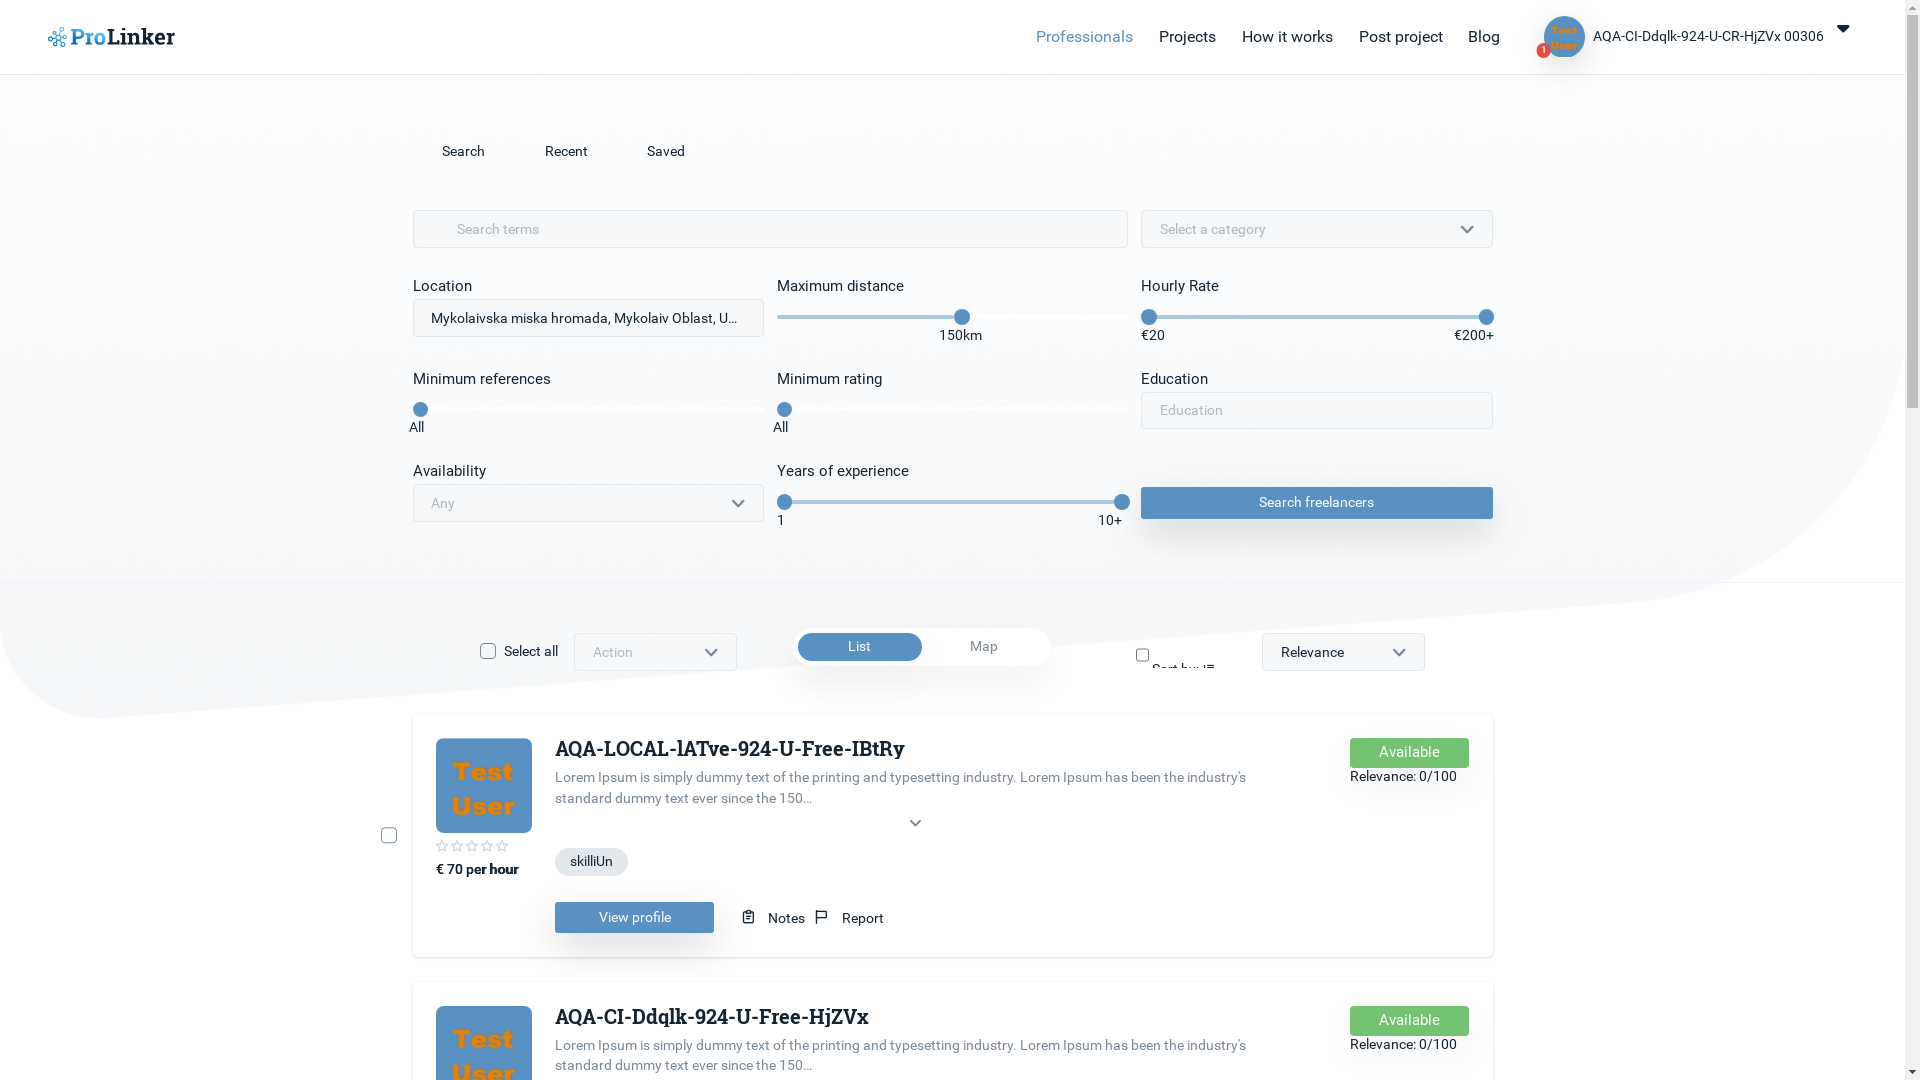 ProLinker
Professionals
Projects
How it works
Post project
Blog
Test
User
1
AQA-CI-Ddqlk-924-U-CR-HjZVx 00306
Search
Recent
Saved
Search terms
Select a category
Location
Maximum distance
Hourly Rate
Mykolaivska miska hromada, Mykolaiv Oblast, U...
150km
€20
€200+
Minimum references
Minimum rating
Education
All
All
Education
Availability
Years of experience
Any
1
10+
Search freelancers
Select all
Action
List
Map
Sort by:
Relevance
Test
User
€ 70 per hour
AQA-LOCAL-lATve-924-U-Free-IBtRy
Lorem Ipsum is simply dummy text of the printing and typesetting industry. Lorem Ipsum has been the industry's
standard dummy text ever since the 150...
skilliUn
View profile
Notes
Report
Available
Relevance: 0/100
Test
User
AQA-CI-Ddqlk-924-U-Free-HjZVx
Lorem Ipsum is simply dummy text of the printing and typesetting industry. Lorem Ipsum has been the industry's
standard dummy text ever since the 150...
Available
Relevance: 0/100